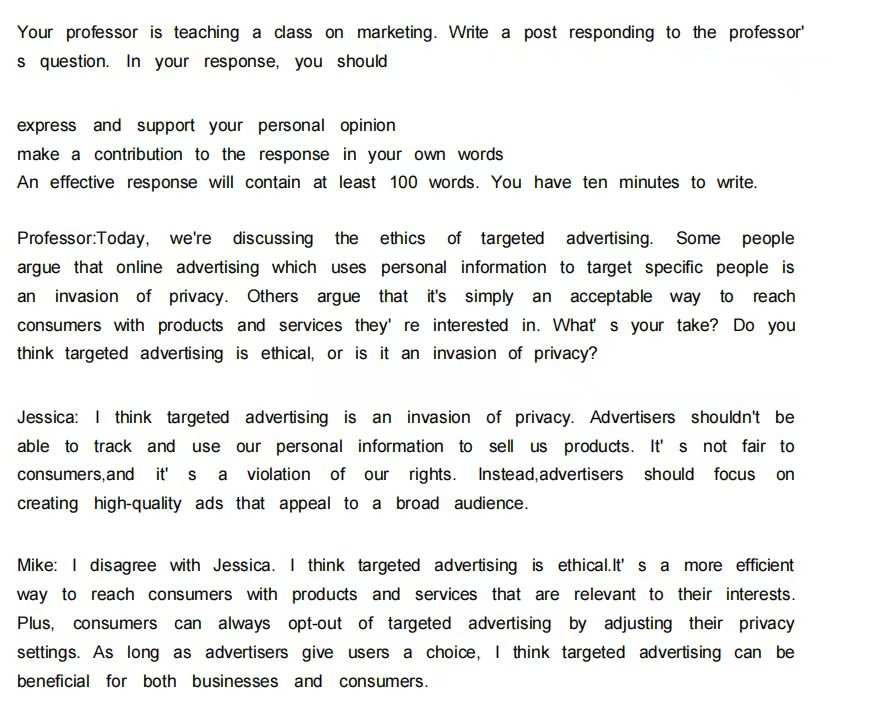 Your professor is teaching a class on marketing. Write a post responding to the professor'
s question. In your response, you should
express and support your personal opinion
make a contribution to the response in your own words
An effective response will contain at least 100 words. You have ten minutes to write.
Professor:Today, we're discussing the ethics of targeted advertising. Some people
argue that online advertising which uses personal information to target specific people is
an invasion of privacy. Others argue that it's simply an acceptable way to reach
consumers with products and services they' re interested in. What' s your take? Do you
think targeted advertising is ethical, or is it an invasion of privacy?
Jessica: I think targeted advertising is an invasion of privacy. Advertisers shouldn't be
able to track and use our personal information to sell us products. It' s not fair to
consumers,and it' s a violation of our rights. Instead,advertisers should focus on
creating high-quality ads that appeal to a broad audience.
Mike: I disagree with Jessica. I think targeted advertising is ethical.It' s a more efficient
way to reach consumers with products and services that are relevant to their interests.
Plus, consumers can always opt-out of targeted advertising by adjusting their privacy
settings. As long as advertisers give users a choice, I think targeted advertising can be
beneficial for both businesses and consumers.